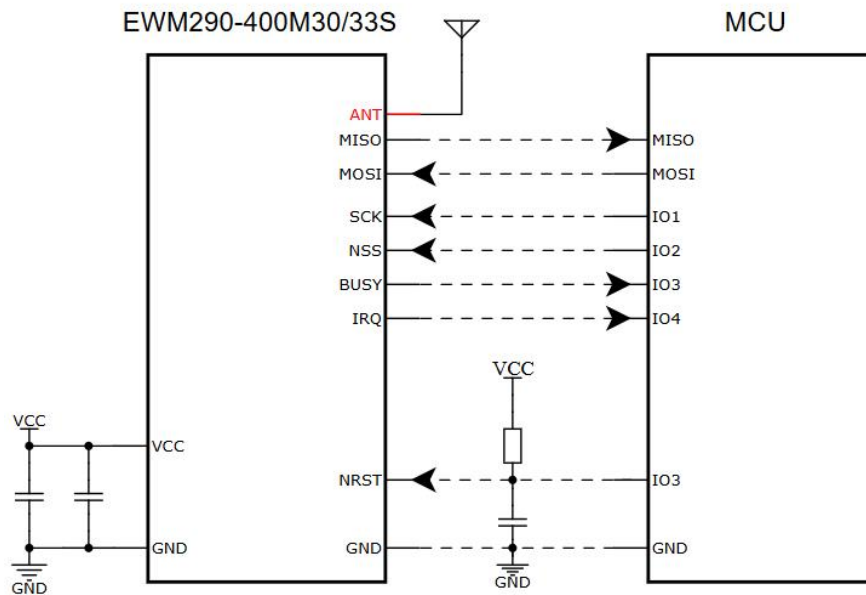 EWM290-400M30/33S MCU
ANT
MISO MISO
MOSI MOSI
SCK IO1
NSS IO2
BUSY IO3
IRQ IO4
VCC
VCC
VCC
NRST IO3
GND GND GND
GND GND